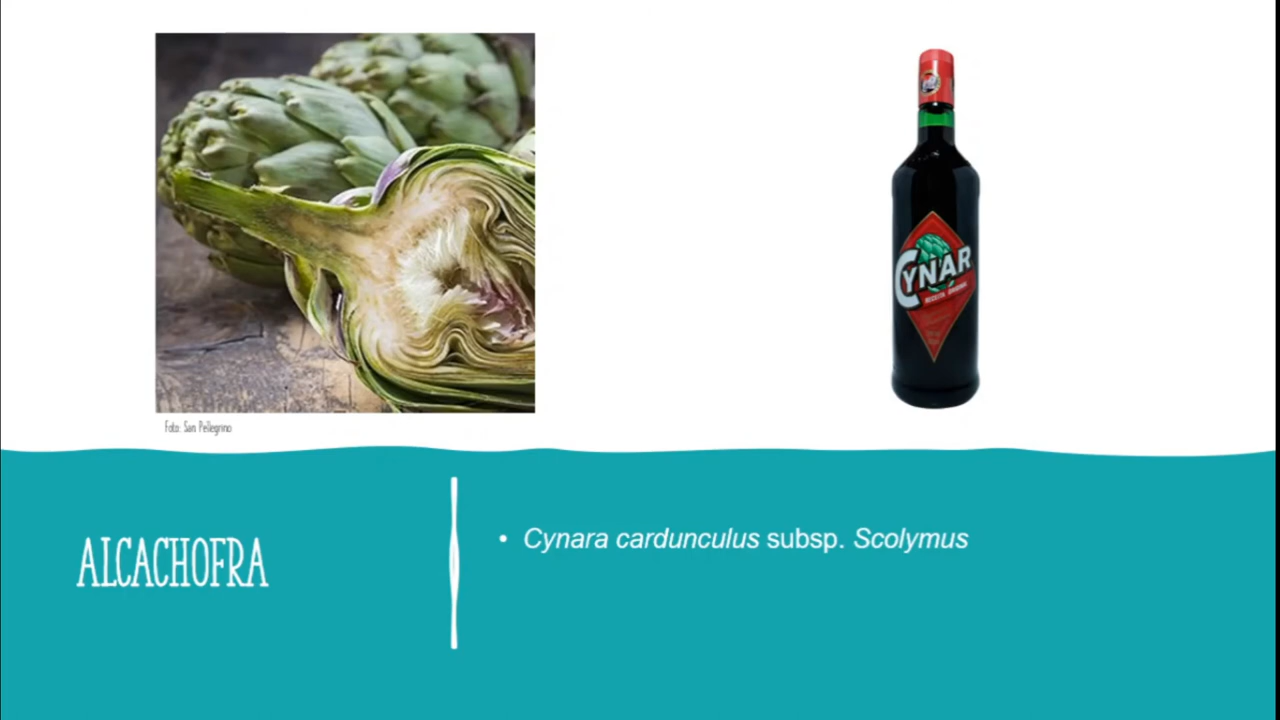 Foto: San Pellegrino
CYNAR
ALCACHOFRA
• Cynara cardunculus subsp. Scolymus